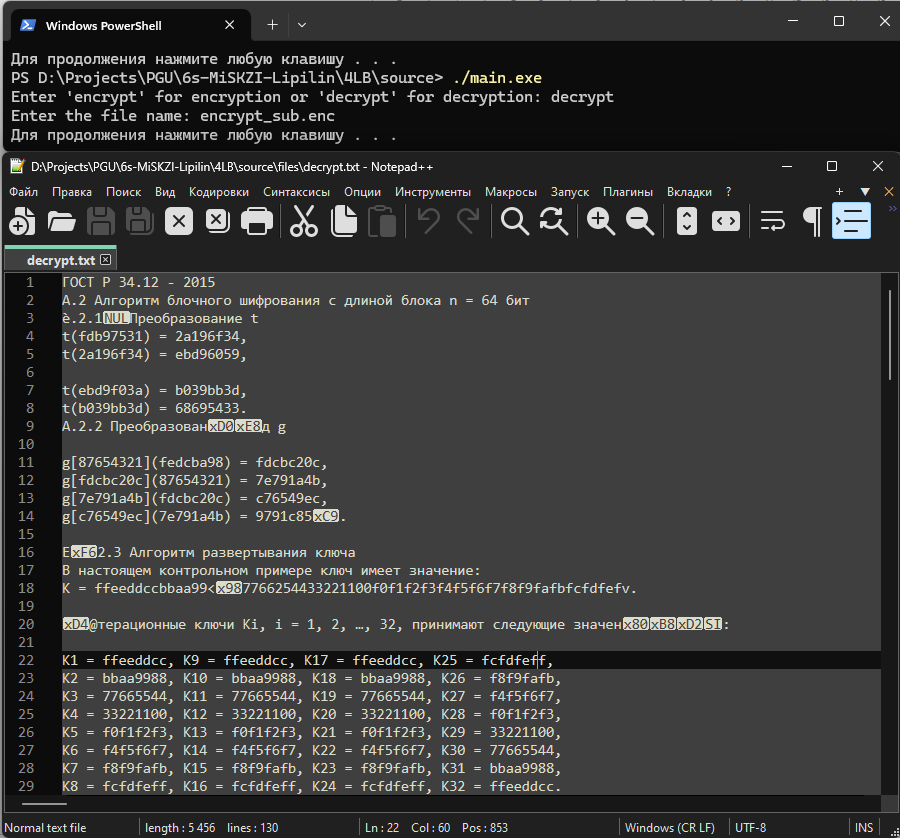 Windows PowerShell
Для продолжения нажмите любую клавишу . . .
PS D:\Projects\PGU\6s-MiSKZI-Lipilin\4LB\source> ./main.exe
Enter 'encrypt' for encryption or 'decrypt' for decryption: decrypt
Enter the file name: encrypt_sub.enc
Для продолжения нажмите любую клавишу . . .
D:\Projects\PGU\6s-MiSKZI-Lipilin\4LB\source\files\decrypt.txt - Notepad++
Файл Правка Поиск Вид Кодировки Синтаксисы Опции Инструменты Макросы Запуск Плагины Вкладки ?
decrypt.txt
1 ГОСТ Р 34.12 - 2015
2 А.2 Алгоритм блочного шифрования с длиной блока n = 64 бит
3 ѐ.2.1NULПреобразование t
4 t(fdb97531) = 2a196f34,
5 t(2a196f34) = ebd96059,
6
7 t(ebd9f03a) = b039bb3d,
8 t(b039bb3d) = 68695433.
9 А.2.2 ПреобразованxD0xE8д g
10
11 g[87654321](fedcba98) = fdcbc20c,
12 g[fdcbc20c](87654321) = 7e791a4b,
13 g[7e791a4b](fdcbc20c) = c76549ec,
14 g[c76549ec](7e791a4b) = 9791c85xC9.
15
16 ExF62.3 Алгоритм развертывания ключа
17 В настоящем контрольном примере ключ имеет значение:
18 K = ffeeddccbbaa99<x987766254433221100f0f1f2f3f4f5f6f7f8f9fafbfcfdfefv.
19
20 xD4@терационные ключи Ki, i = 1, 2, …, 32, принимают следующие значенx80xB8xD2SI:
21
22 K1 = ffeeddcc, K9 = ffeeddcc, K17 = ffeeddcc, K25 = fcfdfeff,
23 K2 = bbaa9988, K10 = bbaa9988, K18 = bbaa9988, K26 = f8f9fafb,
24 K3 = 77665544, K11 = 77665544, K19 = 77665544, K27 = f4f5f6f7,
25 K4 = 33221100, K12 = 33221100, K20 = 33221100, K28 = f0f1f2f3,
26 K5 = f0f1f2f3, K13 = f0f1f2f3, K21 = f0f1f2f3, K29 = 33221100,
27 K6 = f4f5f6f7, K14 = f4f5f6f7, K22 = f4f5f6f7, K30 = 77665544,
28 K7 = f8f9fafb, K15 = f8f9fafb, K23 = f8f9fafb, K31 = bbaa9988,
29 K8 = fcfdfeff, K16 = fcfdfeff, K24 = fcfdfeff, K32 = ffeeddcc.
Normal text file length : 5 456 lines : 130 Ln : 22 Col : 60 Pos : 853 Windows (CR LF) UTF-8 INS